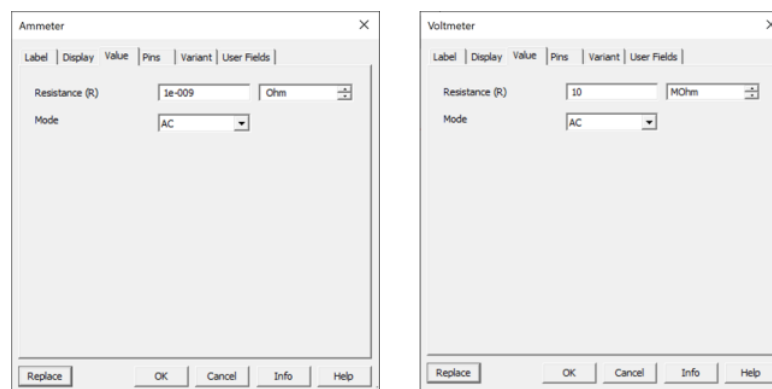 Ammeter
Label Display Value Pins Variant User Fields
Resistance (R) 1e-009 Ohm
Mode AC
Replace OK Cancel Info Help
Voltmeter
Label Display Value Pins Variant User Fields
Resistance (R) 10 MOhm
Mode AC
Replace OK Cancel Info Help